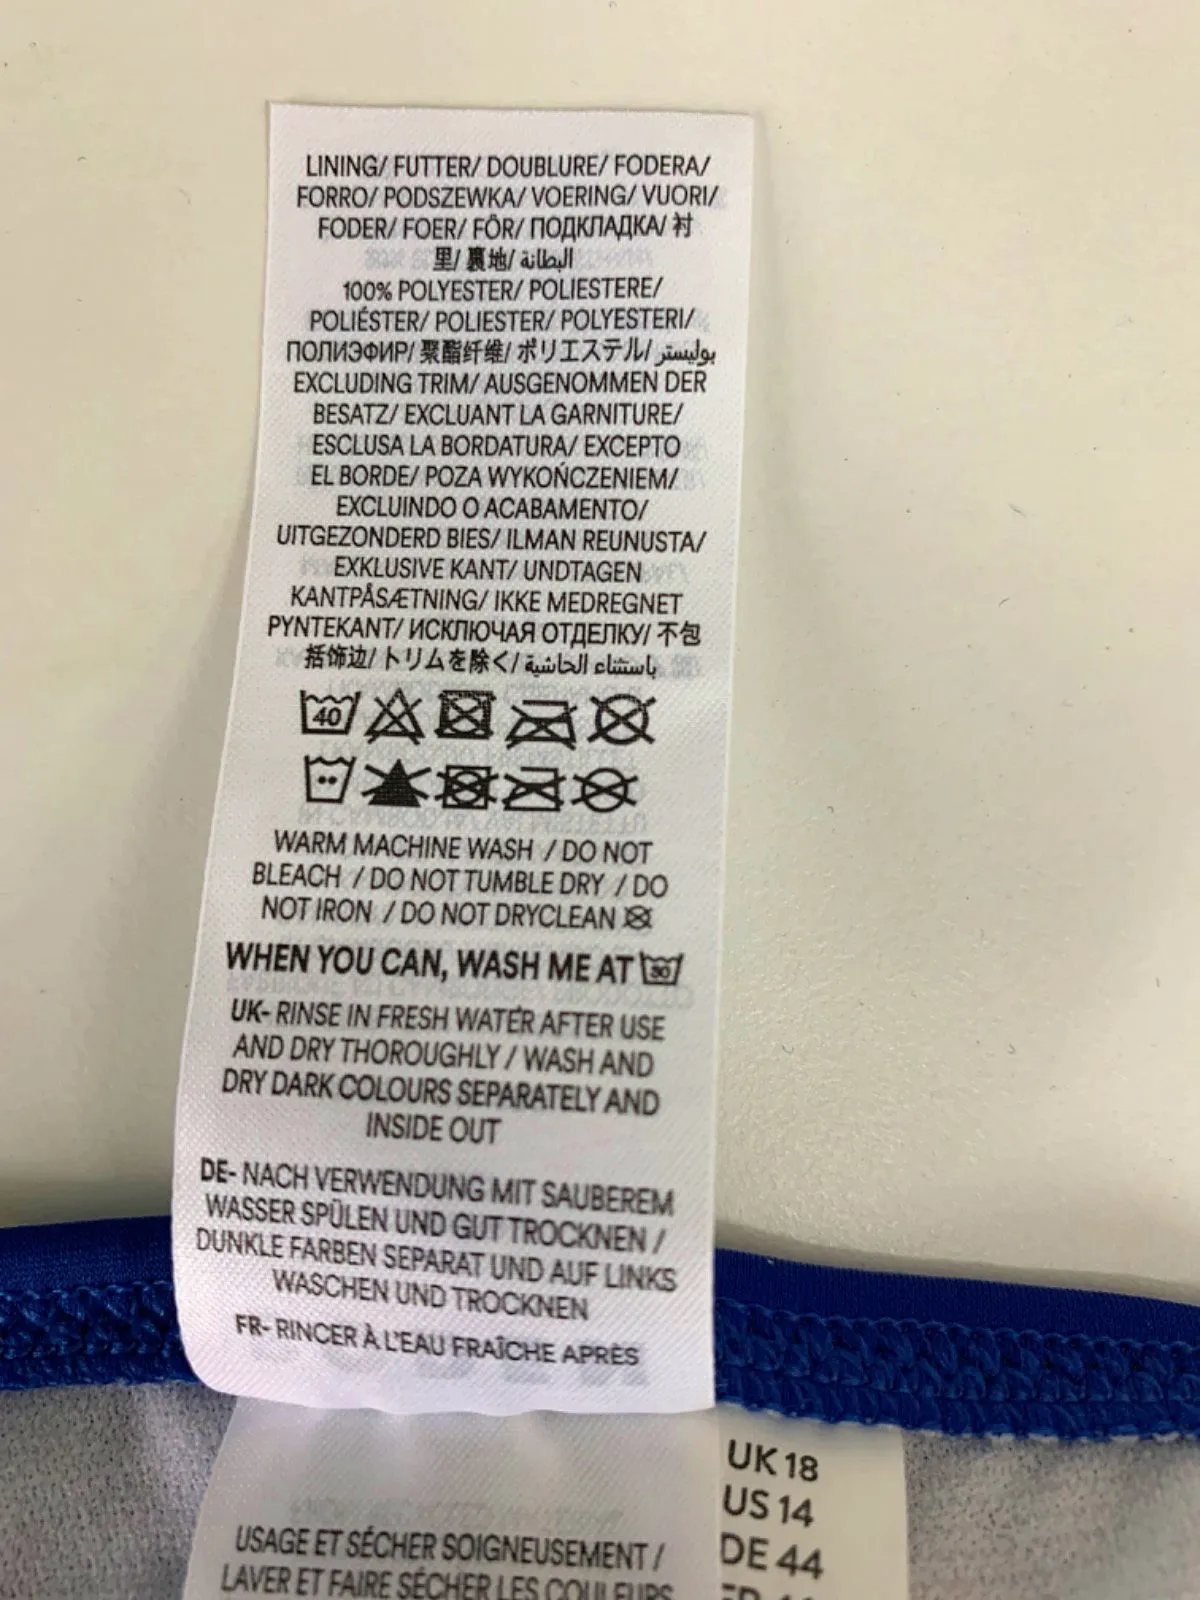 LINING/ FUTTER/ DOUBLURE/ FODERA/
FORRO/ PODSZEWKA/ VOERING/ VUORI/
FODER/ FOER/ FÔR/ ПОДКЛАДКА/ 衬
里/ 裏地/ البطانة
100% POLYESTER/ POLIESTERE/
POLIÉSTER/ POLIESTER/ POLYESTERI/
ПОЛИЭФИР/ 聚酯纤维/ ポリエステル/ بوليستر
EXCLUDING TRIM/ AUSGENOMMEN DER
BESATZ/ EXCLUANT LA GARNITURE/
ESCLUSA LA BORDATURA/ EXCEPTO
EL BORDE/ POZA WYKOŃCZENIEM/
EXCLUINDO O ACABAMENTO/
UITGEZONDERD BIES/ ILMAN REUNUSTA/
EXKLUSIVE KANT/ UNDTAGEN
KANTPÅSÆTNING/ IKKE MEDREGNET
PYNTEKANT/ ИСКЛЮЧАЯ ОТДЕЛКУ/ 不包
括饰边/ トリムを除く/ باستثناء الحاشية
40
WARM MACHINE WASH / DO NOT
BLEACH / DO NOT TUMBLE DRY / DO
NOT IRON / DO NOT DRYCLEAN
WHEN YOU CAN, WASH ME AT 30
UK- RINSE IN FRESH WATER AFTER USE
AND DRY THOROUGHLY / WASH AND
DRY DARK COLOURS SEPARATELY AND
INSIDE OUT
DE- NACH VERWENDUNG MIT SAUBEREM
WASSER SPÜLEN UND GUT TROCKNEN /
DUNKLE FARBEN SEPARAT UND AUF LINKS
WASCHEN UND TROCKNEN
FR- RINCER À L'EAU FRAÎCHE APRÈS
USAGE ET SÉCHER SOIGNEUSEMENT /
LAVER ET FAIRE SÉCHER LES COULEURS
UK 18
US 14
DE 44